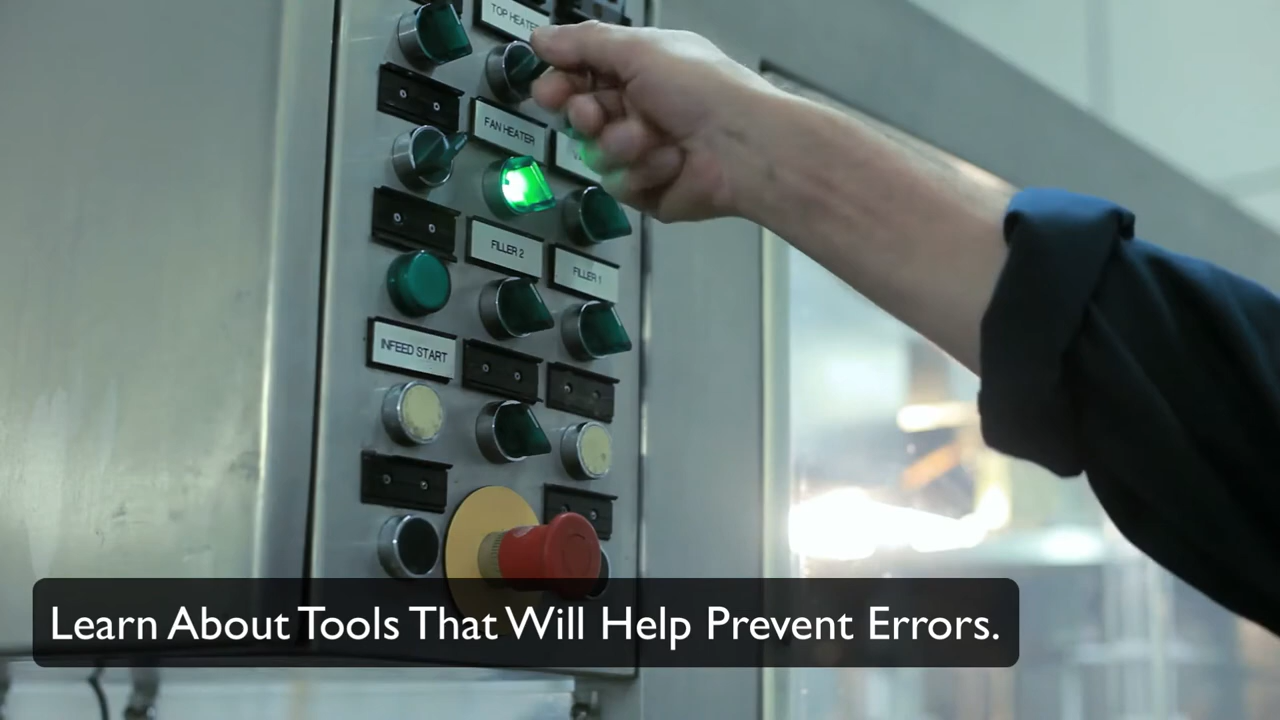 TOP HEATER
FAN HEATER
FILLER 2
FILLER 1
INFEED START
Learn About Tools That Will Help Prevent Errors.